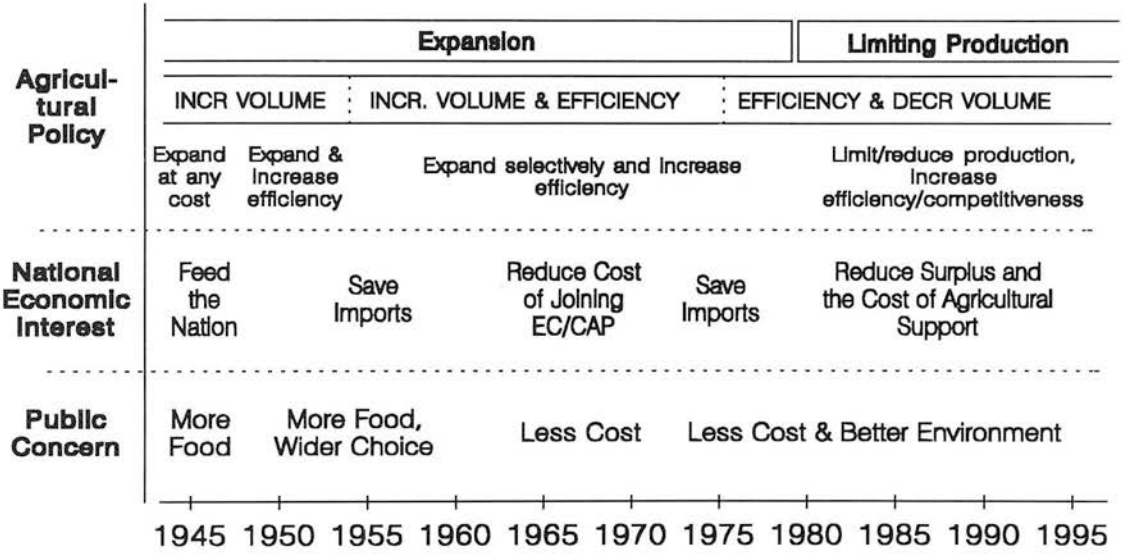 Expansion
Limiting Production
Agricul-
tural
Policy
INCR VOLUME
INCR. VOLUME & EFFICIENCY
EFFICIENCY & DECR VOLUME
Expand
at any
cost
Expand &
Increase
efficiency
Expand selectively and Increase
efficiency
Limit/reduce production,
Increase
efficiency/competitiveness
National
Economic
Interest
Feed
the
Nation
Save
Imports
Reduce Cost
of Joining
EC/CAP
Save
Imports
Reduce Surplus and
the Cost of Agricultural
Support
Public
Concern
More
Food
More Food,
Wider Choice
Less Cost
Less Cost & Better Environment
1945 1950 1955 1960 1965 1970 1975 1980 1985 1990 1995